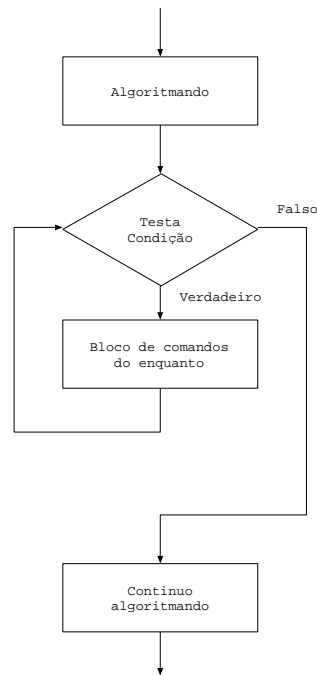 Algoritmando
Falso
Testa
Condição
Verdadeiro
Bloco de comandos
do enquanto
Continuo
algoritmando